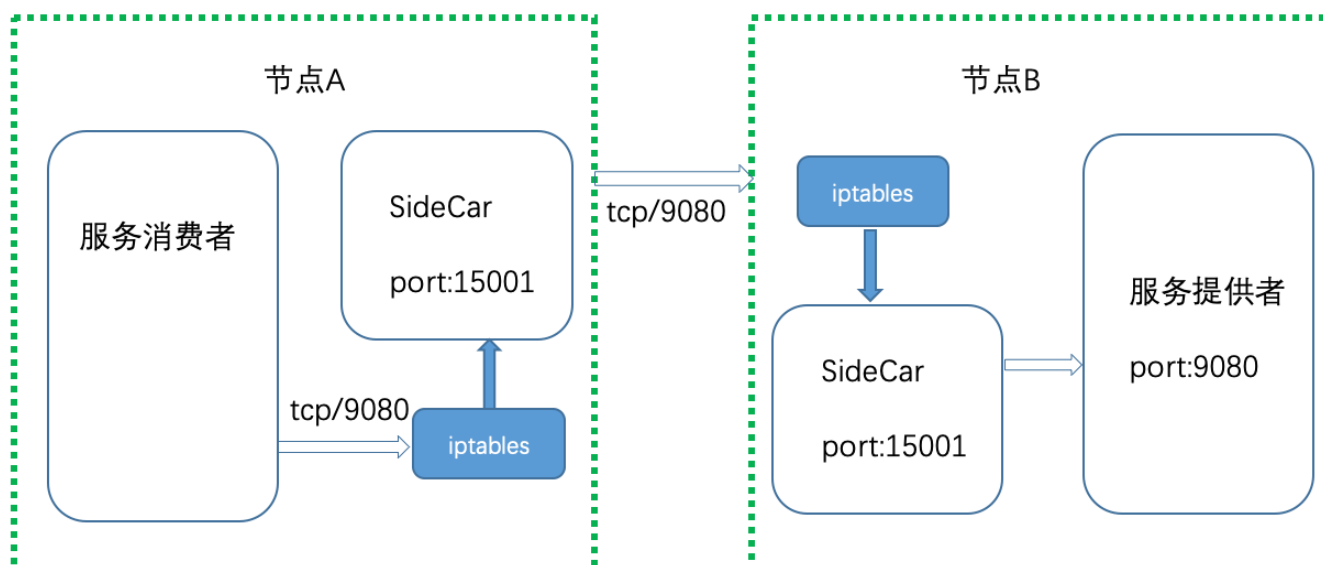 节点A
服务消费者
SideCar
port:15001
tcp/9080
iptables
tcp/9080
节点B
iptables
SideCar
port:15001
服务提供者
port:9080